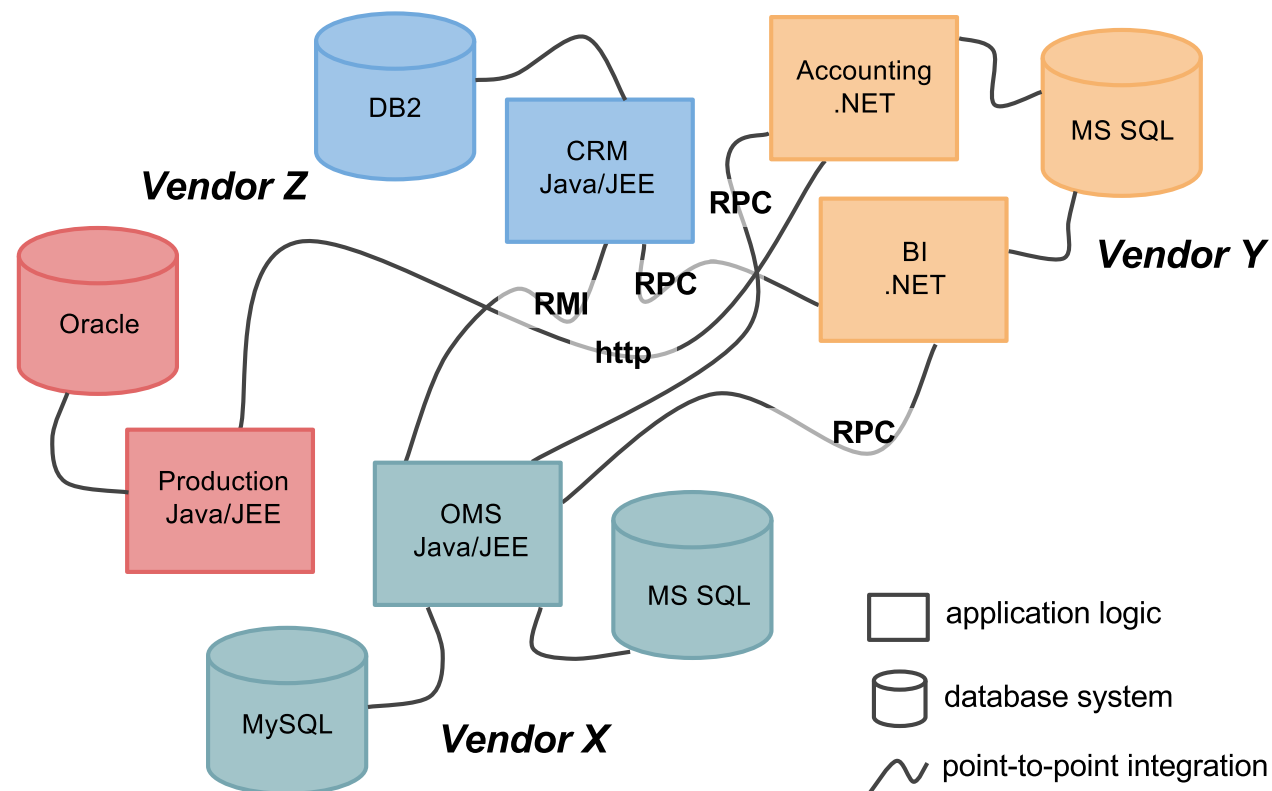 DB2
CRM
Java/JEE
Accounting
.NET
MS SQL
Vendor Z
RPC
BI
.NET
Vendor Y
Oracle
RMI
RPC
http
RPC
Production
Java/JEE
OMS
Java/JEE
MS SQL
MySQL
Vendor X
application logic
database system
point-to-point integration